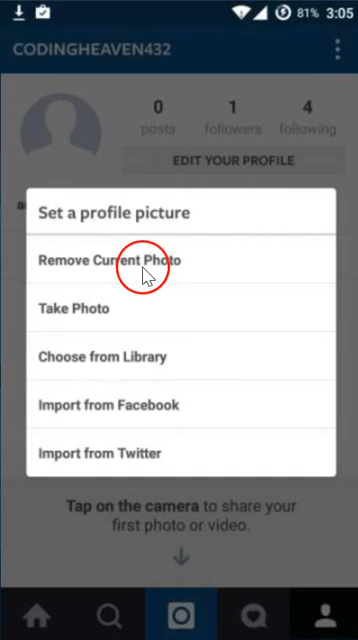 81% 3:05
CODINGHEAVEN432
0 1 4
posts followers following
EDIT YOUR PROFILE
Set a profile picture
Remove Current Photo
Take Photo
Choose from Library
Import from Facebook
Import from Twitter
Tap on the camera to share your
first photo or video.